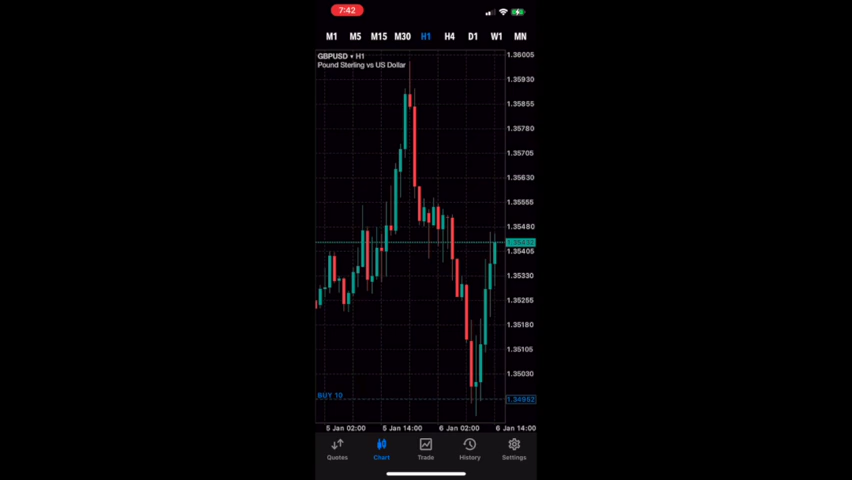 7:42
M1 M5 M15 M30 H1 H4 D1 W1 MN
GBPUSD • H1
Pound Sterling vs US Dollar
1.36005
1.35930
1.35855
1.35780
1.35705
1.35630
1.35555
1.35480
1.35405
1.35330
1.35255
1.35180
1.35105
1.35030
BUY 10
1.34952
5 Jan 02:00 5 Jan 14:00 6 Jan 02:00 6 Jan 14:00
Quotes Chart Trade History Settings